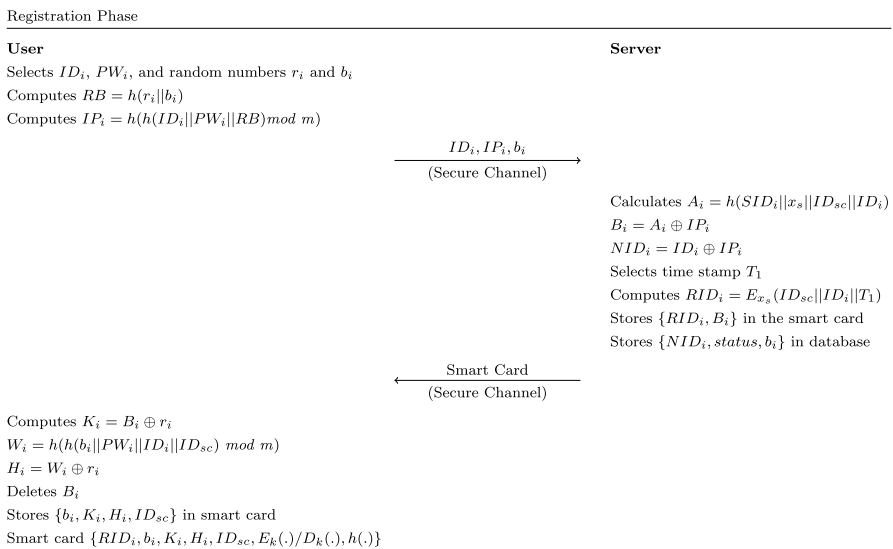 Registration Phase
User
Server
Selects $ID_i$, $PW_i$, and random numbers $r_i$ and $b_i$
Computes $RB = h(r_i||b_i)$
Computes $IP_i = h(h(ID_i||PW_i||RB)mod\ m)$
$ID_i, IP_i, b_i$
(Secure Channel)
Calculates $A_i = h(SID_i||x_s||ID_{sc}||ID_i)$
$B_i = A_i \oplus IP_i$
$NID_i = ID_i \oplus IP_i$
Selects time stamp $T_1$
Computes $RID_i = E_{x_s}(ID_{sc}||ID_i||T_1)$
Stores $\{RID_i, B_i\}$ in the smart card
Stores $\{NID_i, status, b_i\}$ in database
Smart Card
(Secure Channel)
Computes $K_i = B_i \oplus r_i$
$W_i = h(h(b_i||PW_i||ID_i||ID_{sc})\ mod\ m)$
$H_i = W_i \oplus r_i$
Deletes $B_i$
Stores $\{b_i, K_i, H_i, ID_{sc}\}$ in smart card
Smart card $\{RID_i, b_i, K_i, H_i, ID_{sc}, E_k(.)/D_k(.), h(.)\}$